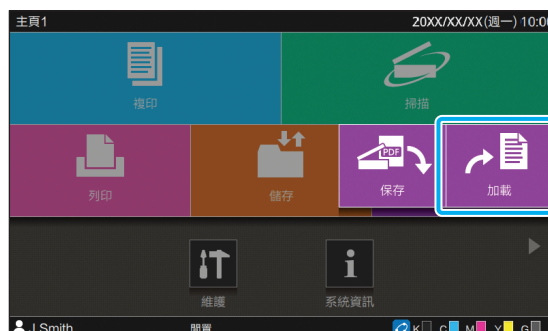 主頁1
20XX/XX/XX(週一) 10:00
複印
掃描
列印
儲存
PDF
保存
加載
維護
系統資訊
J.Smith
閒置
K C M Y G